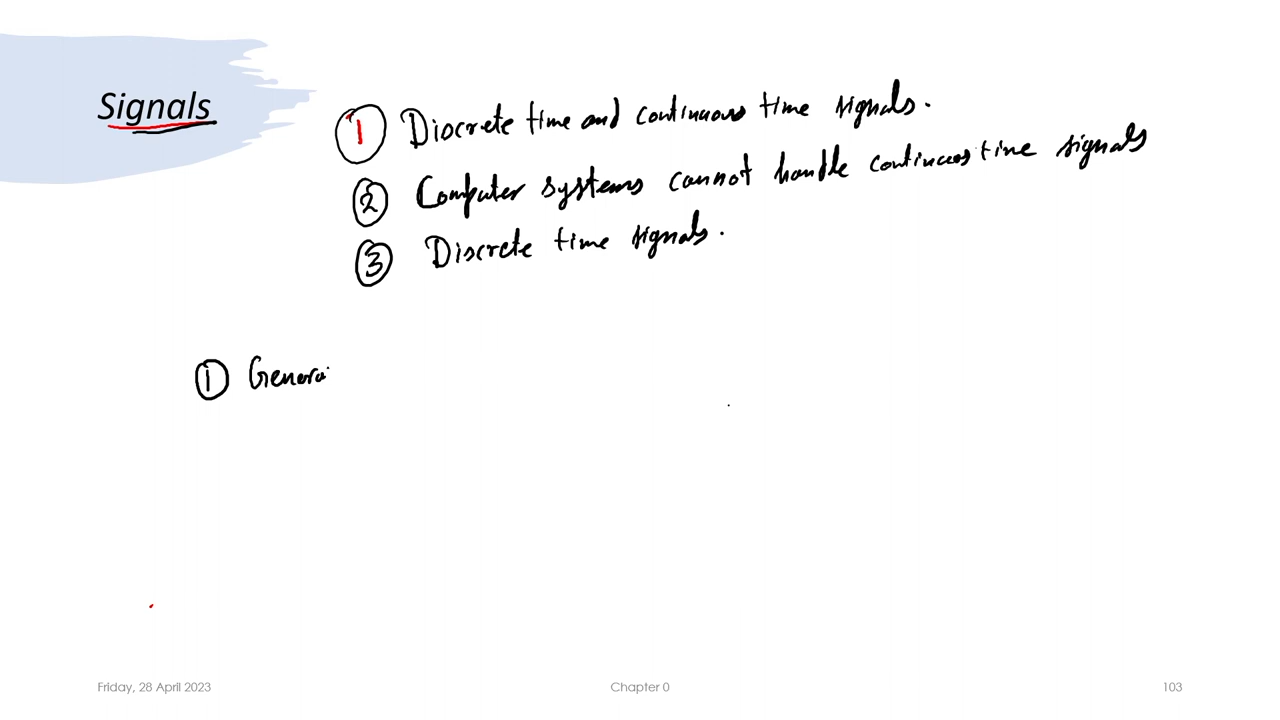 Signals
① Discrete time and continuous time signals.
② Computer systems cannot handle continuous time signals
③ Discrete time signals.
① Genera
Friday, 28 April 2023
Chapter 0
103